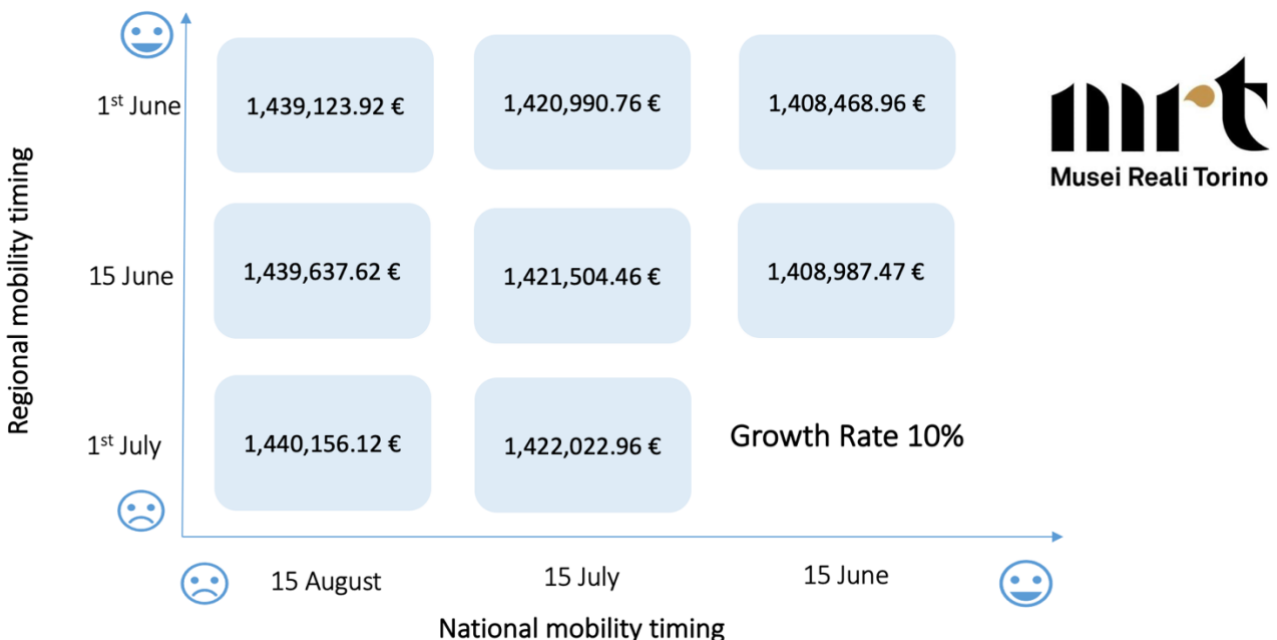 Regional mobility timing
1st June
1,439,123.92 €
1,420,990.76 €
1,408,468.96 €
mrt
Musei Reali Torino
15 June
1,439,637.62 €
1,421,504.46 €
1,408,987.47 €
1st July
1,440,156.12 €
1,422,022.96 €
Growth Rate 10%
15 August
15 July
15 June
National mobility timing